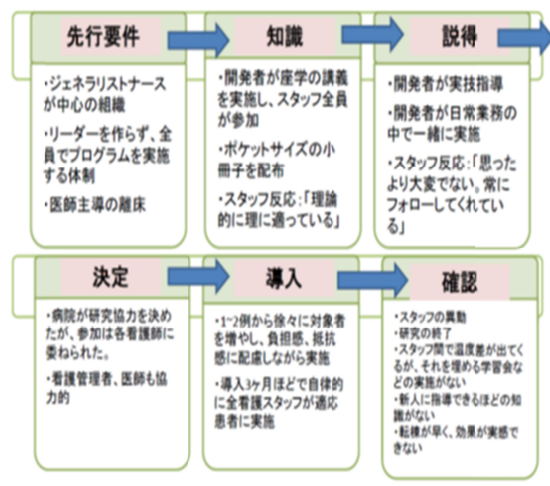 先行要件
・ジェネラリストナース
が中心の組織
・リーダーを作らず、全
員でプログラムを実施
する体制
・医師主導の離床
知識
・開発者が座学の講義
を実施し、スタッフ全員
が参加
・ポケットサイズの小
冊子を配布
・スタッフ反応:「理論
的に理に適っている」
説得
・開発者が実技指導
・開発者が日常業務の
中で一緒に実施
・スタッフ反応:「思った
より大変でない。常に
フォローしてくれてい
る」
決定
・病院が研究協力を決め
たが、参加は各看護師に
委ねられた。
・看護管理者、医師も協
力的
導入
・1~2例から徐々に対象者
を増やし、負担感、抵抗
感に配慮しながら実施
・導入3ヶ月ほどで自律的
に全看護スタッフが適応
患者に実施
確認
・スタッフの異動
・研究の終了
・スタッフ間で温度差が出てく
るが、それを埋める学習会な
どの実施がない
・新人に指導できるほどの知
識がない
・転棟が早く、効果が実感で
きない